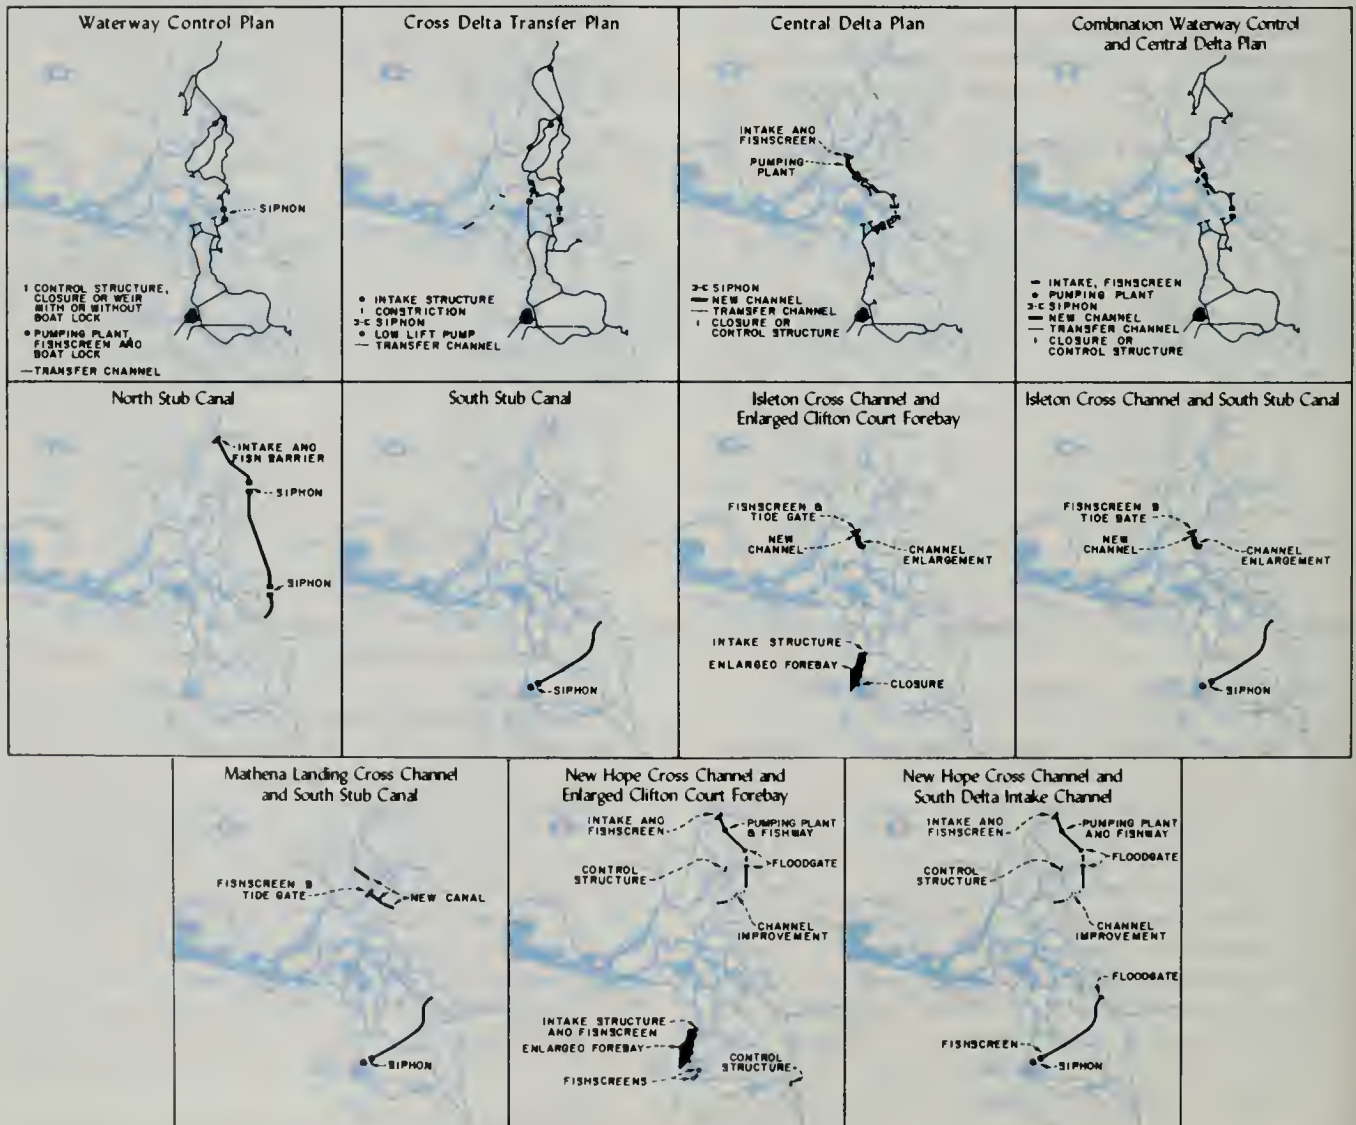 Waterway Control Plan
SIPHON
CONTROL STRUCTURE,
CLOSURE OR WEIR
WITH OR WITHOUT
BOAT LOCK
PUMPING PLANT,
FISHSCREEN AND
BOAT LOCK
TRANSFER CHANNEL
Cross Delta Transfer Plan
INTAKE STRUCTURE
CONSTRICTION
SIPHON
LOW LIFT PUMP
TRANSFER CHANNEL
Central Delta Plan
INTAKE AND
FISHSCREEN
PUMPING
PLANT
SIPHON
NEW CHANNEL
TRANSFER CHANNEL
CLOSURE OR
CONTROL STRUCTURE
Combination Waterway Control
and Central Delta Plan
INTAKE, FISHSCREEN
PUMPING PLANT
SIPHON
NEW CHANNEL
TRANSFER CHANNEL
CLOSURE OR
CONTROL STRUCTURE
North Stub Canal
INTAKE AND
FISH BARRIER
SIPHON
SIPHON
South Stub Canal
SIPHON
Isleton Cross Channel and
Enlarged Clifton Court Forebay
FISHSCREEN &
TIDE GATE
NEW
CHANNEL
CHANNEL
ENLARGEMENT
INTAKE STRUCTURE
ENLARGED FOREBAY
CLOSURE
Isleton Cross Channel and South Stub Canal
FISHSCREEN &
TIDE GATE
NEW
CHANNEL
CHANNEL
ENLARGEMENT
SIPHON
Mathena Landing Cross Channel
and South Stub Canal
FISHSCREEN &
TIDE GATE
NEW CANAL
SIPHON
New Hope Cross Channel and
Enlarged Clifton Court Forebay
INTAKE AND
FISHSCREEN
PUMPING PLANT
& FISHWAY
FLOODGATE
CONTROL
STRUCTURE
CHANNEL
IMPROVEMENT
INTAKE STRUCTURE
AND FISHSCREEN
ENLARGED FOREBAY
CONTROL
STRUCTURE
FISHSCREENS
New Hope Cross Channel and
South Delta Intake Channel
INTAKE AND
FISHSCREEN
PUMPING PLANT
AND FISHWAY
FLOODGATE
CONTROL
STRUCTURE
CHANNEL
IMPROVEMENT
FLOODGATE
FISHSCREEN
SIPHON